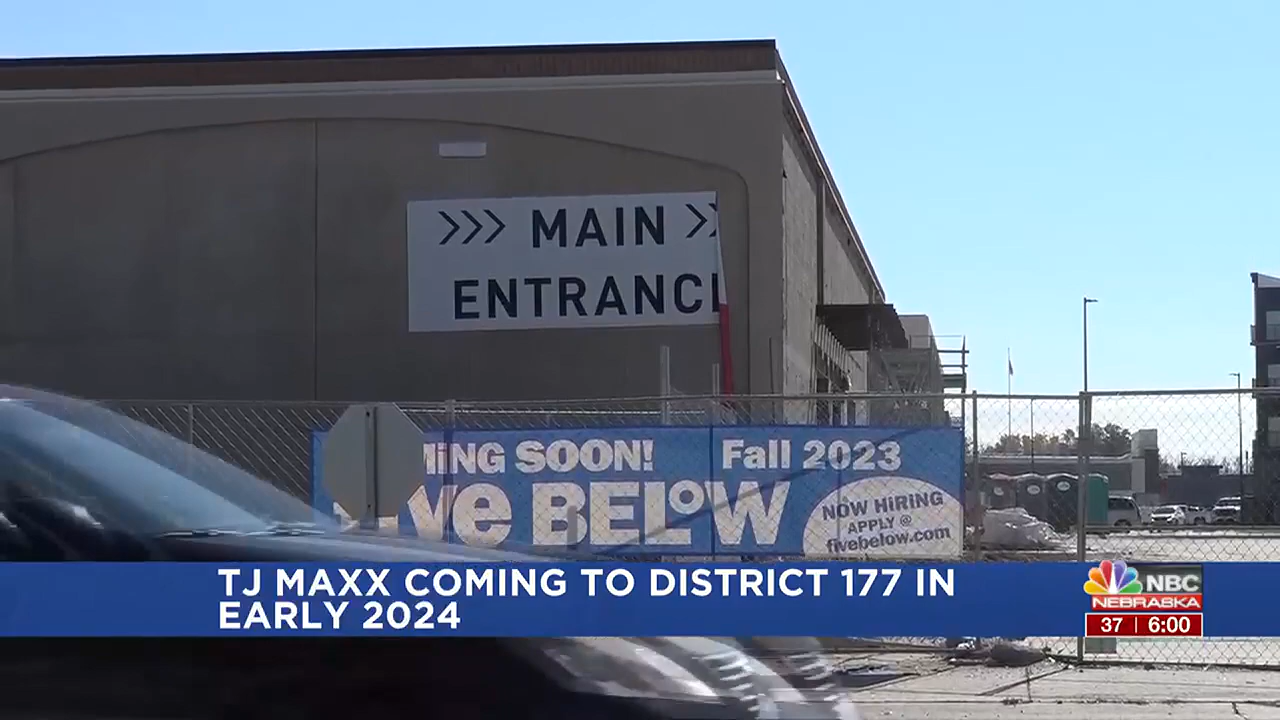 >>> MAIN >>
ENTRANC
MING SOON! Fall 2023
BELOW
NOW HIRING
APPLY @
fivebelow.com
TJ MAXX COMING TO DISTRICT 177 IN
EARLY 2024
NBC
NEBRASKA
37 | 6:00